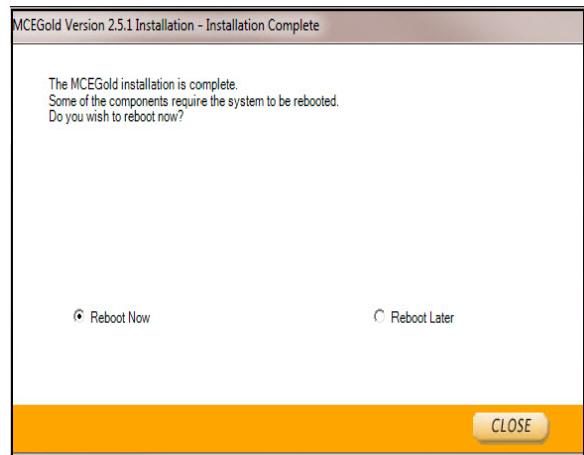 MCEGold Version 2.5.1 Installation - Installation Complete
The MCEGold installation is complete.
Some of the components require the system to be rebooted.
Do you wish to reboot now?
Reboot Now
Reboot Later
CLOSE